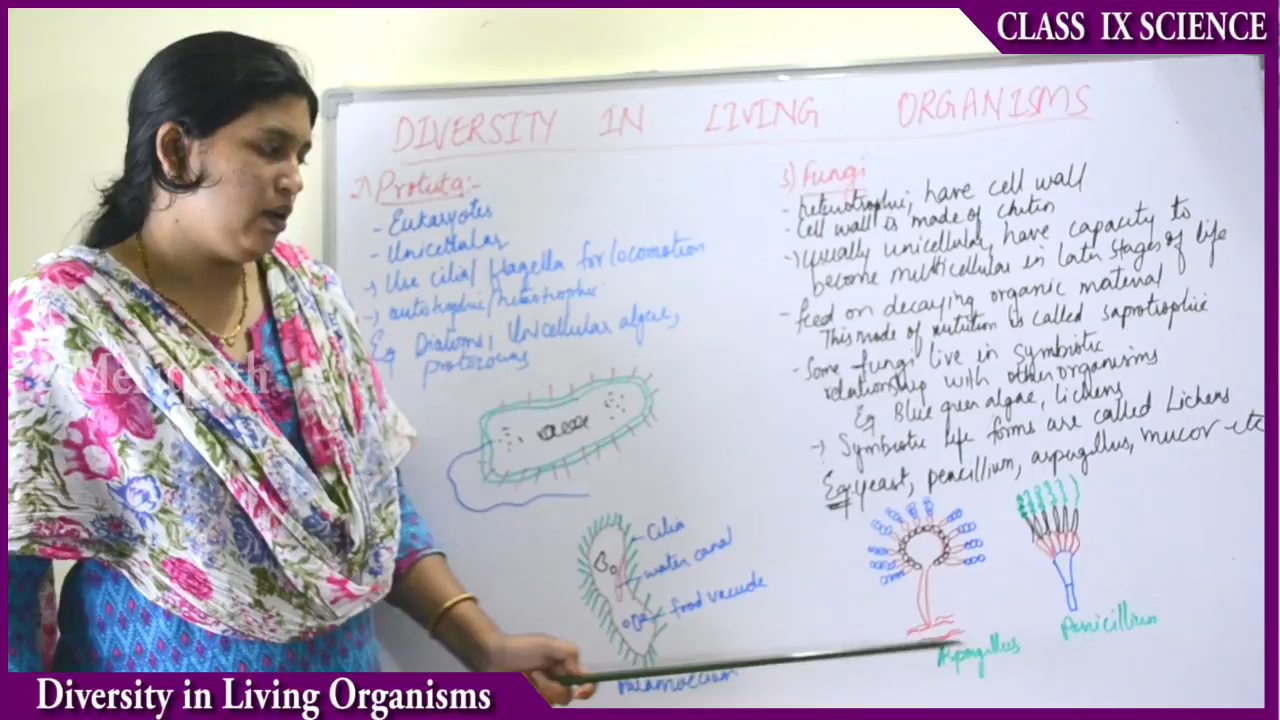 CLASS IX SCIENCE
DIVERSITY IN LIVING ORGANISMS
2) Protista:-
- Eukaryotes
- Unicellular
-> Use cilia/ flagella for locomotion
-> autotrophic/heterotrophic
Eg Diatoms, Unicellular algae,
protozoans
Cilia
water canal
food vacuole
Paramoecium
3) Fungi
- heterotrophic, have cell wall
- Cell wall is made of chitin
-> usually unicellular, have capacity to
become multicellular in later stages of life
- feed on decaying organic material
This mode of nutrition is called saprotrophic
- Some fungi live in symbiotic
relationship with other organisms
Eg Blue green algae, lichens
-> Symbiotic life forms are called Lichens
Eg yeast, pencillium, aspergillus, mucor etc
Aspergillus
Penicillium
Meritpath
Diversity in Living Organisms